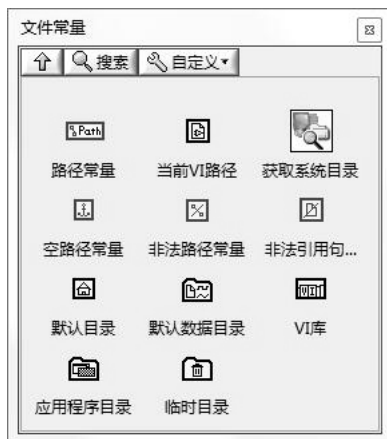 文件常量
搜索 自定义
%Path
路径常量 当前VI路径 获取系统目录
空路径常量 非法路径常量 非法引用句...
默认目录 默认数据目录 VI库
应用程序目录 临时目录